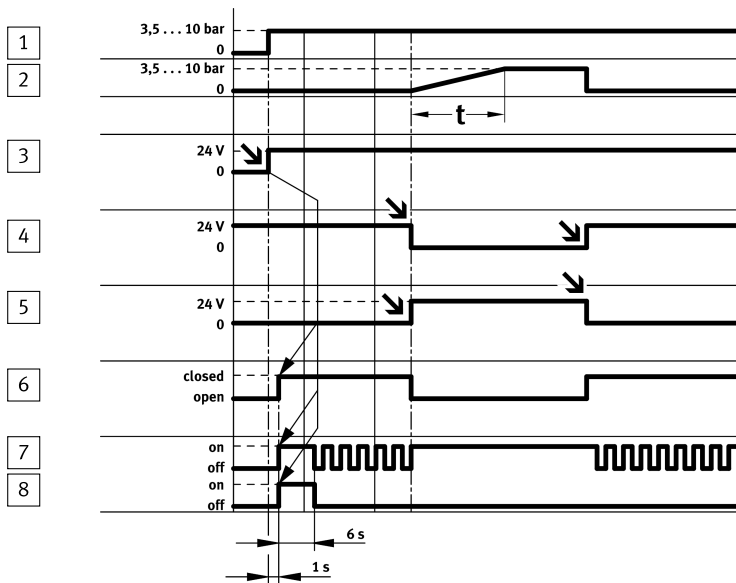 3,5 . . . 10 bar
1
0
3,5 . . . 10 bar
2
0
t
3
24 V
0
4
24 V
0
5
24 V
0
closed
6
open
on
7
off
on
8
off
6 s
1 s